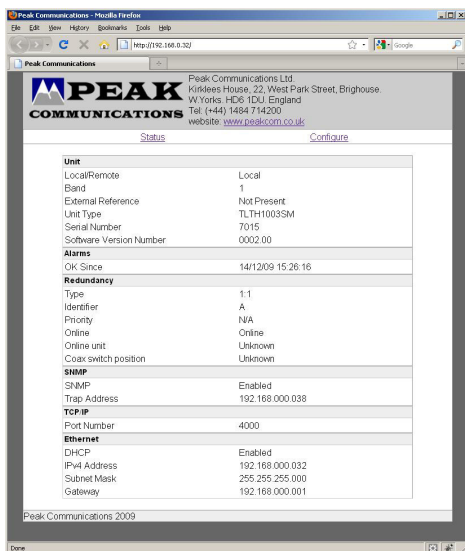 Peak Communications - Mozilla Firefox
File Edit View History Bookmarks Tools Help
http://192.168.0.32/
Google
Peak Communications
PEAK
COMMUNICATIONS
Peak Communications Ltd.
Kirklees House, 22, West Park Street, Brighouse.
W.Yorks. HD6 1DU. England
Tel: (+44) 1484 714200
website: www.peakcom.co.uk
Status Configure
Unit
Local/Remote Local
Band 1
External Reference Not Present
Unit Type TLTH1003SM
Serial Number 7015
Software Version Number 0002.00
Alarms
OK Since 14/12/09 15:26:16
Redundancy
Type 1:1
Identifier A
Priority N/A
Online Online
Online unit Unknown
Coax switch position Unknown
SNMP
SNMP Enabled
Trap Address 192.168.000.038
TCP/IP
Port Number 4000
Ethernet
DHCP Enabled
IPv4 Address 192.168.000.032
Subnet Mask 255.255.255.000
Gateway 192.168.000.001
Peak Communications 2009
Done